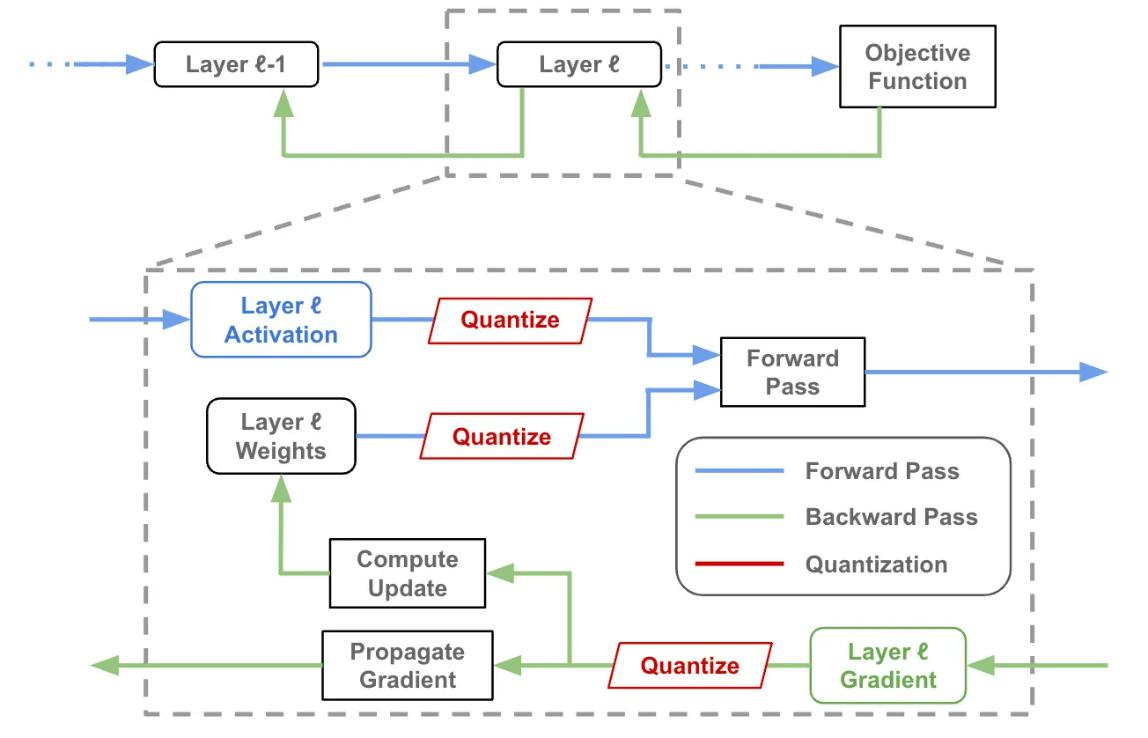 Layer ℓ-1
Layer ℓ
Objective
Function
Layer ℓ
Activation
Quantize
Forward
Pass
Layer ℓ
Weights
Quantize
Forward Pass
Backward Pass
Quantization
Compute
Update
Propagate
Gradient
Quantize
Layer ℓ
Gradient